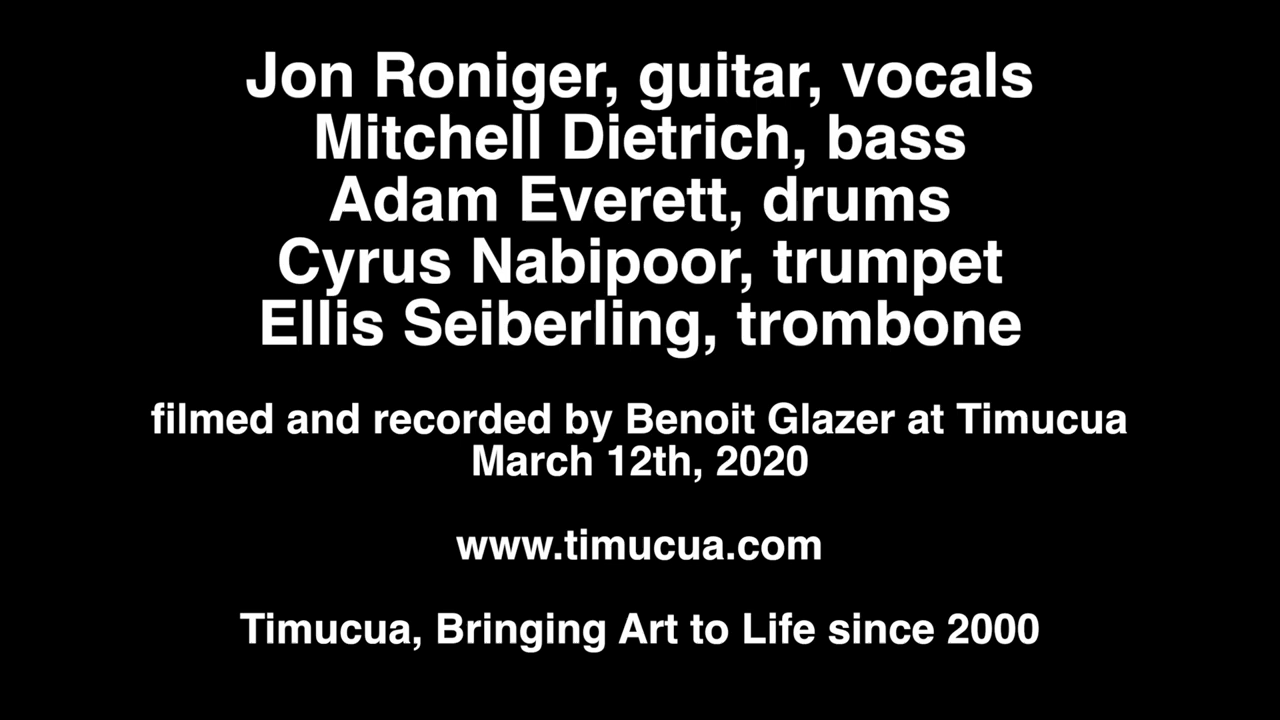 Jon Roniger, guitar, vocals
Mitchell Dietrich, bass
Adam Everett, drums
Cyrus Nabipoor, trumpet
Ellis Seiberling, trombone
filmed and recorded by Benoit Glazer at Timucua
March 12th, 2020
www.timucua.com
Timucua, Bringing Art to Life since 2000